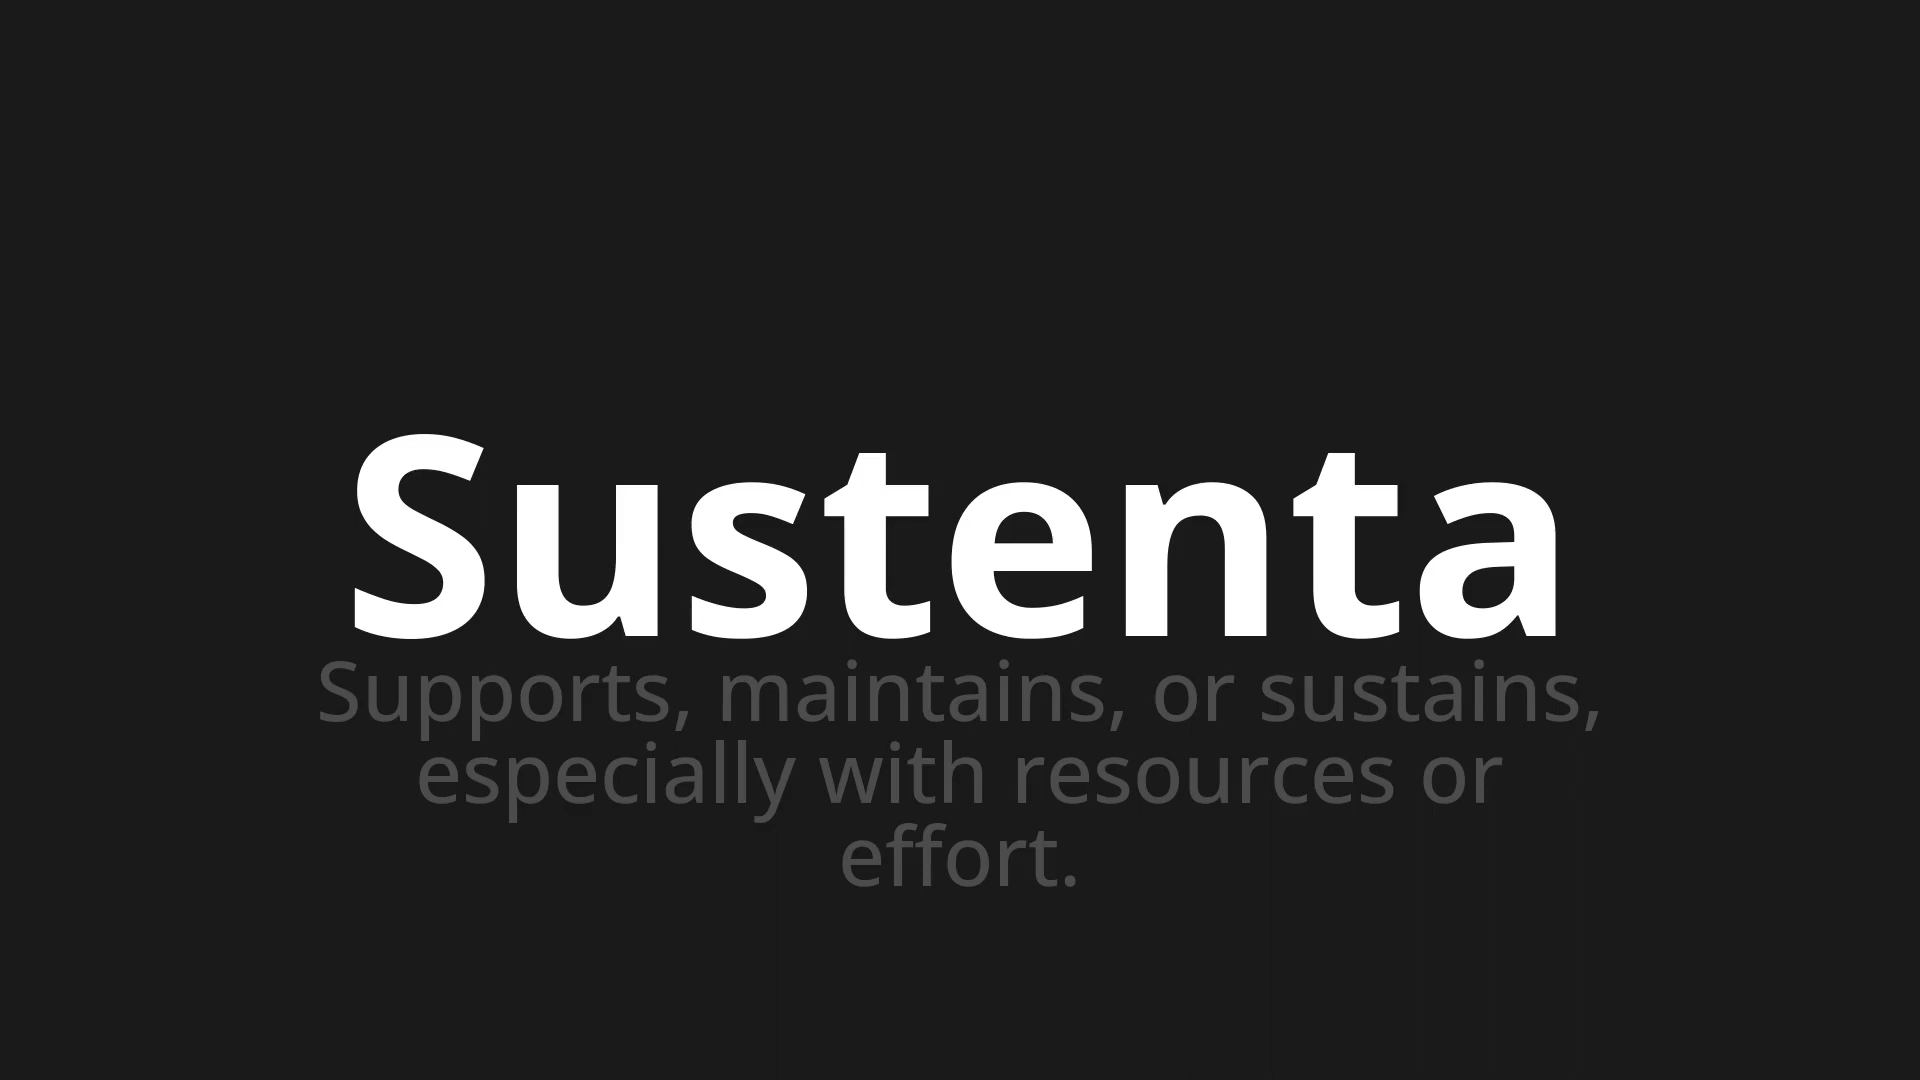 Sustenta
Supports, maintains, or sustains,
especially with resources or
effort.